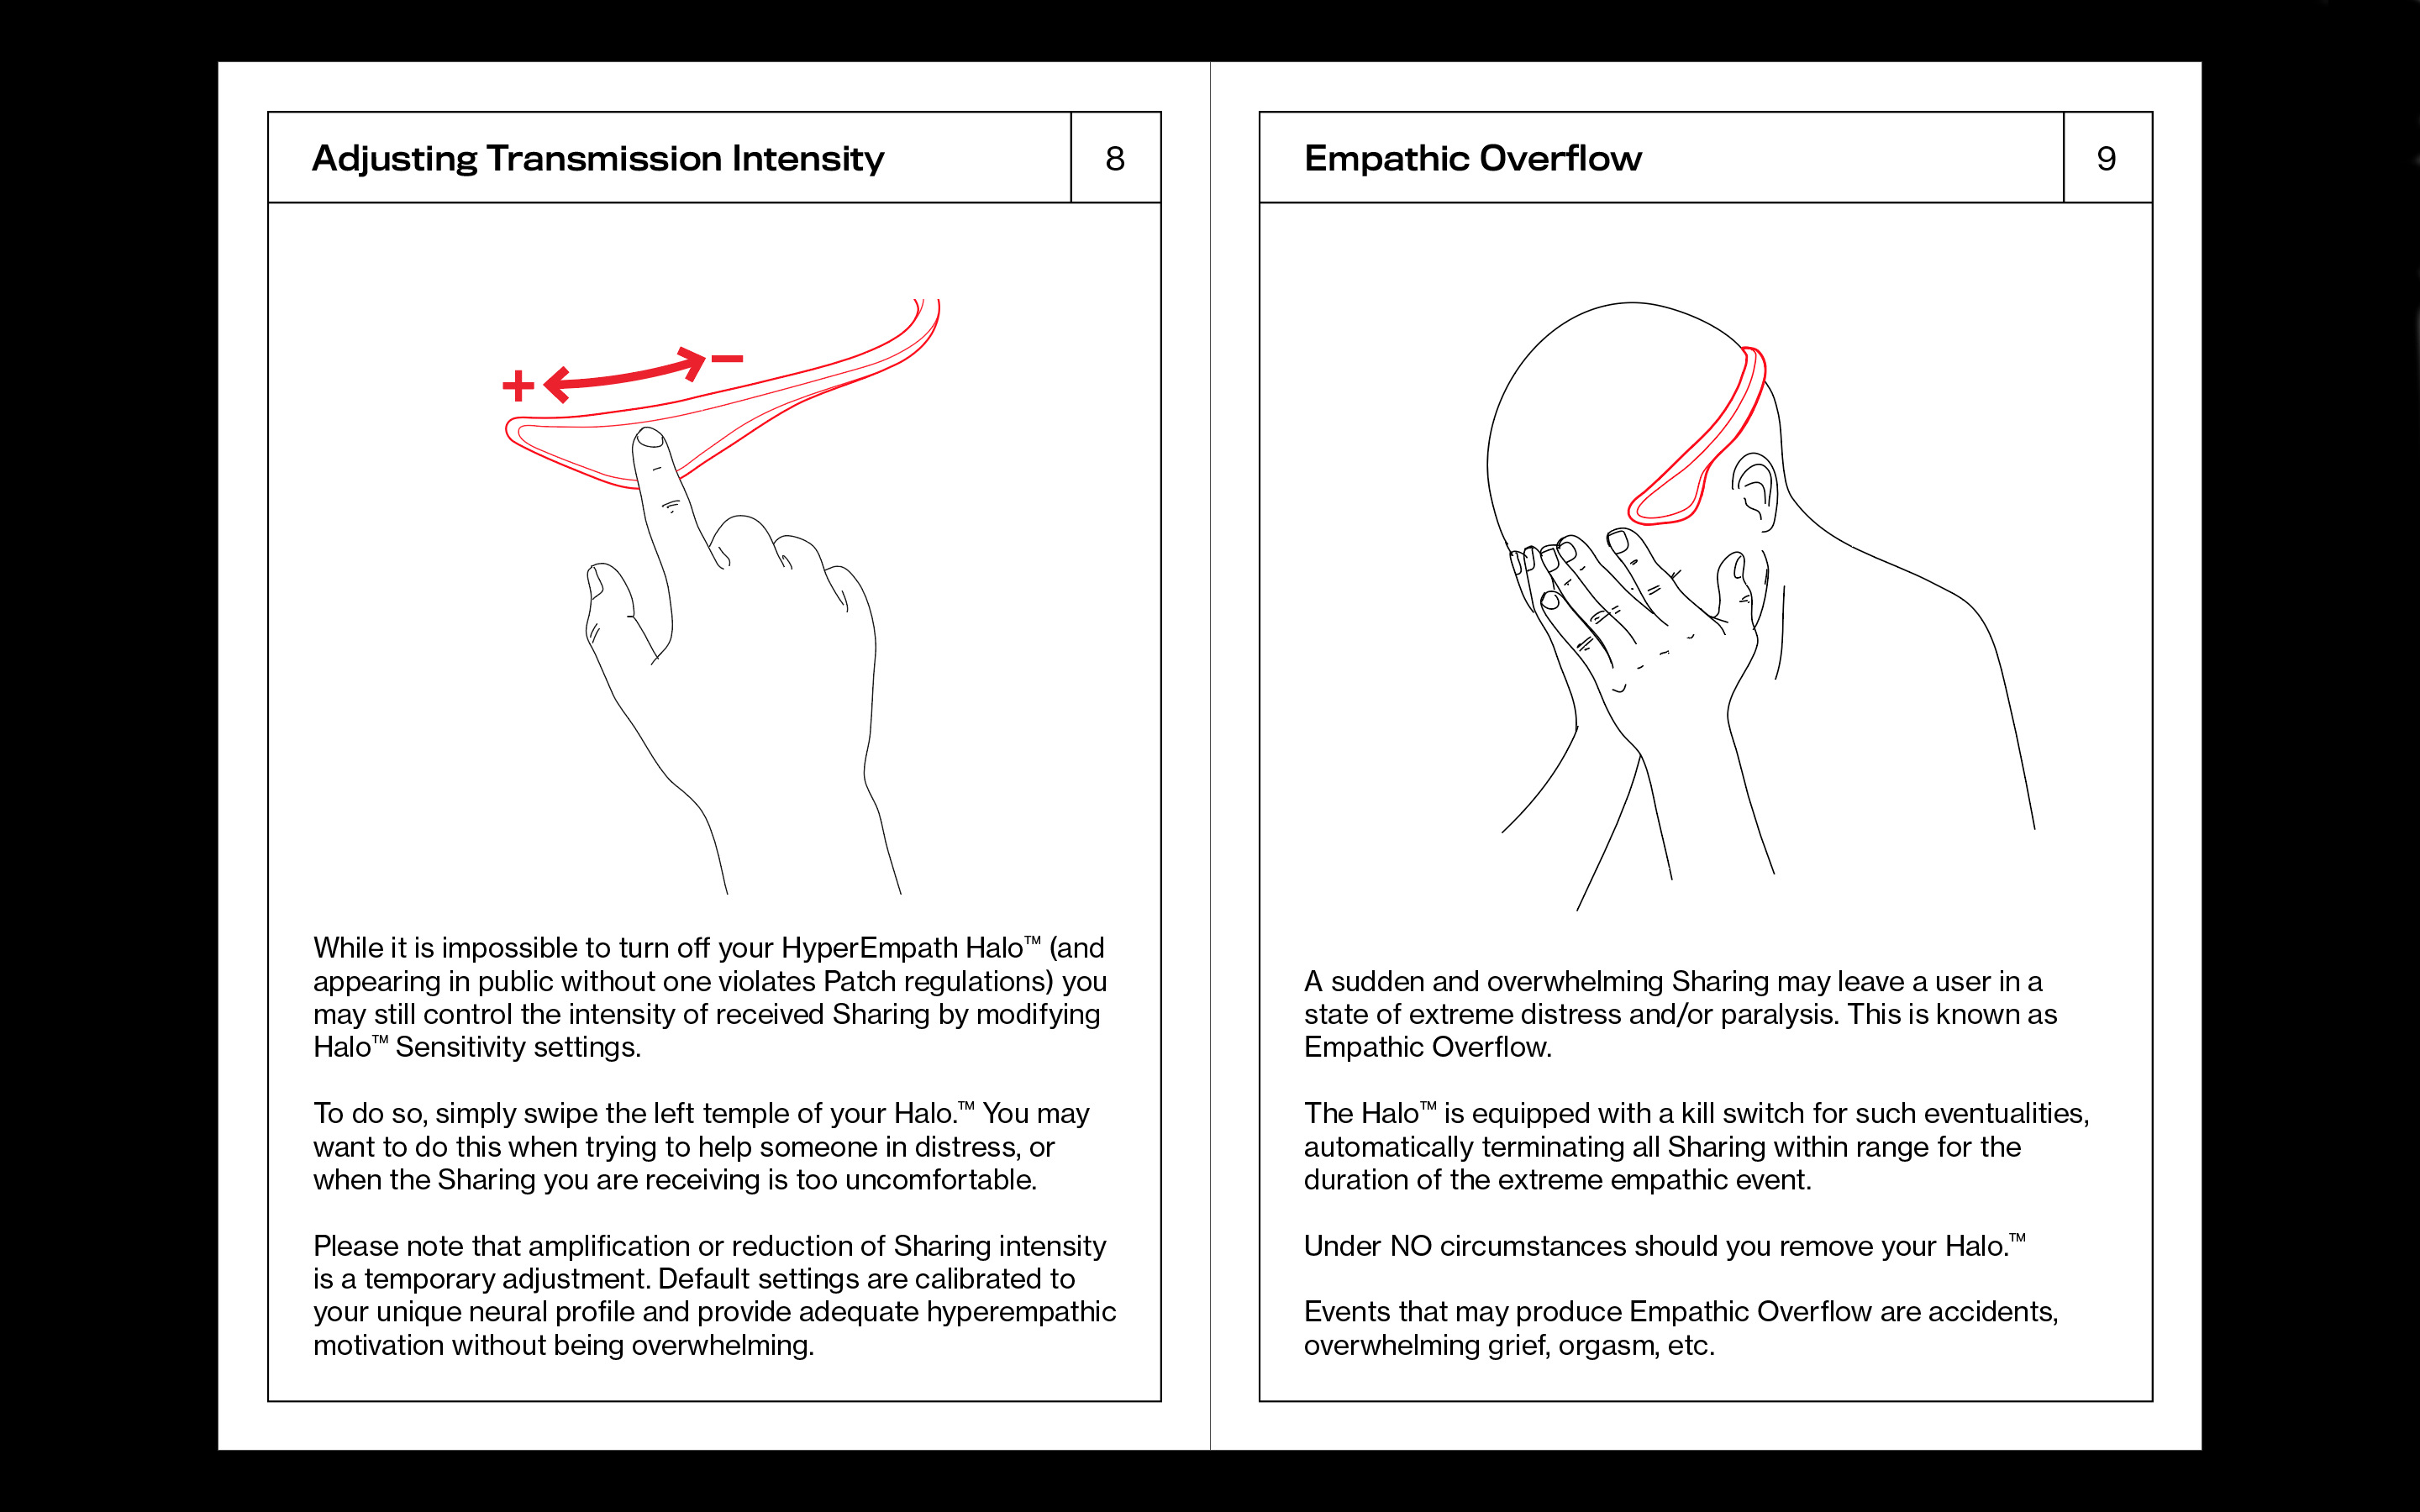 Adjusting Transmission Intensity
8
+
−
While it is impossible to turn off your HyperEmpath Halo™ (and
appearing in public without one violates Patch regulations) you
may still control the intensity of received Sharing by modifying
Halo™ Sensitivity settings.
To do so, simply swipe the left temple of your Halo.™ You may
want to do this when trying to help someone in distress, or
when the Sharing you are receiving is too uncomfortable.
Please note that amplification or reduction of Sharing intensity
is a temporary adjustment. Default settings are calibrated to
your unique neural profile and provide adequate hyperempathic
motivation without being overwhelming.
Empathic Overflow
9
A sudden and overwhelming Sharing may leave a user in a
state of extreme distress and/or paralysis. This is known as
Empathic Overflow.
The Halo™ is equipped with a kill switch for such eventualities,
automatically terminating all Sharing within range for the
duration of the extreme empathic event.
Under NO circumstances should you remove your Halo.™
Events that may produce Empathic Overflow are accidents,
overwhelming grief, orgasm, etc.